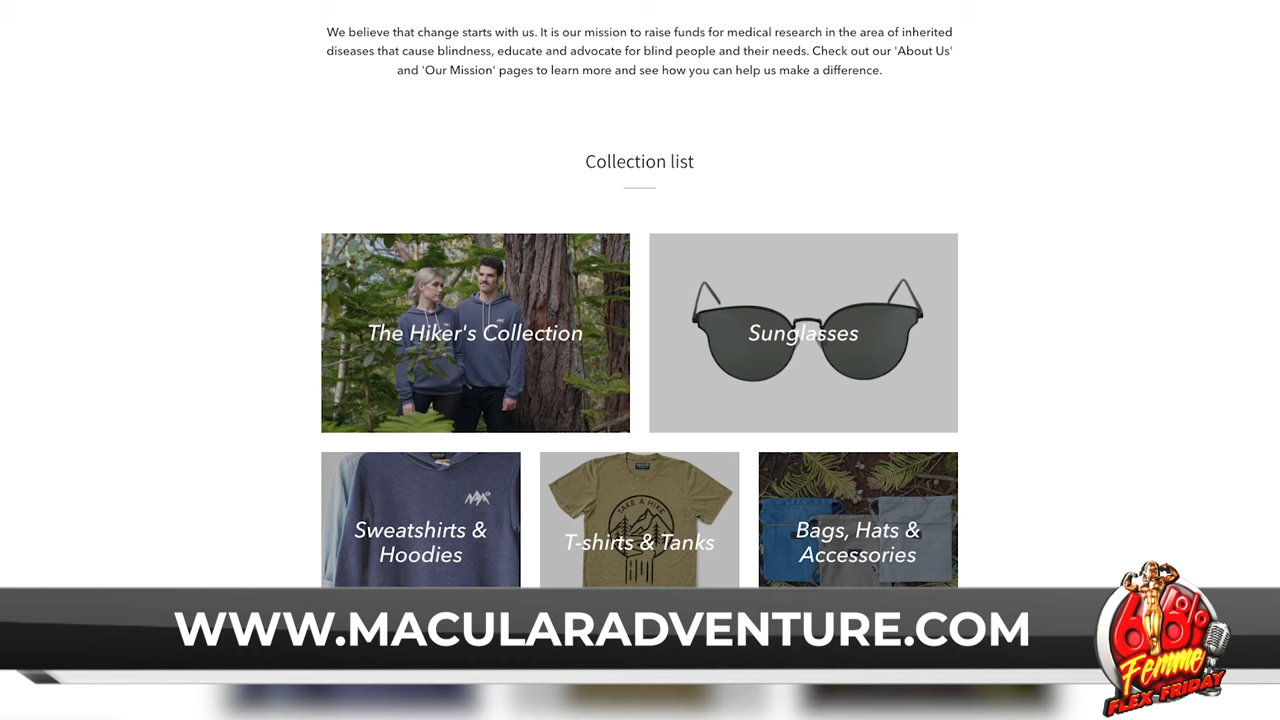 We believe that change starts with us. It is our mission to raise funds for medical research in the area of inherited
diseases that cause blindness, educate and advocate for blind people and their needs. Check out our 'About Us'
and 'Our Mission' pages to learn more and see how you can help us make a difference.
Collection list
The Hiker's Collection
Sunglasses
Sweatshirts &
Hoodies
TAKE A HIKE
T-shirts & Tanks
Bags, Hats &
Accessories
WWW.MACULARADVENTURE.COM
68%
Femme
FLEX FRIDAY